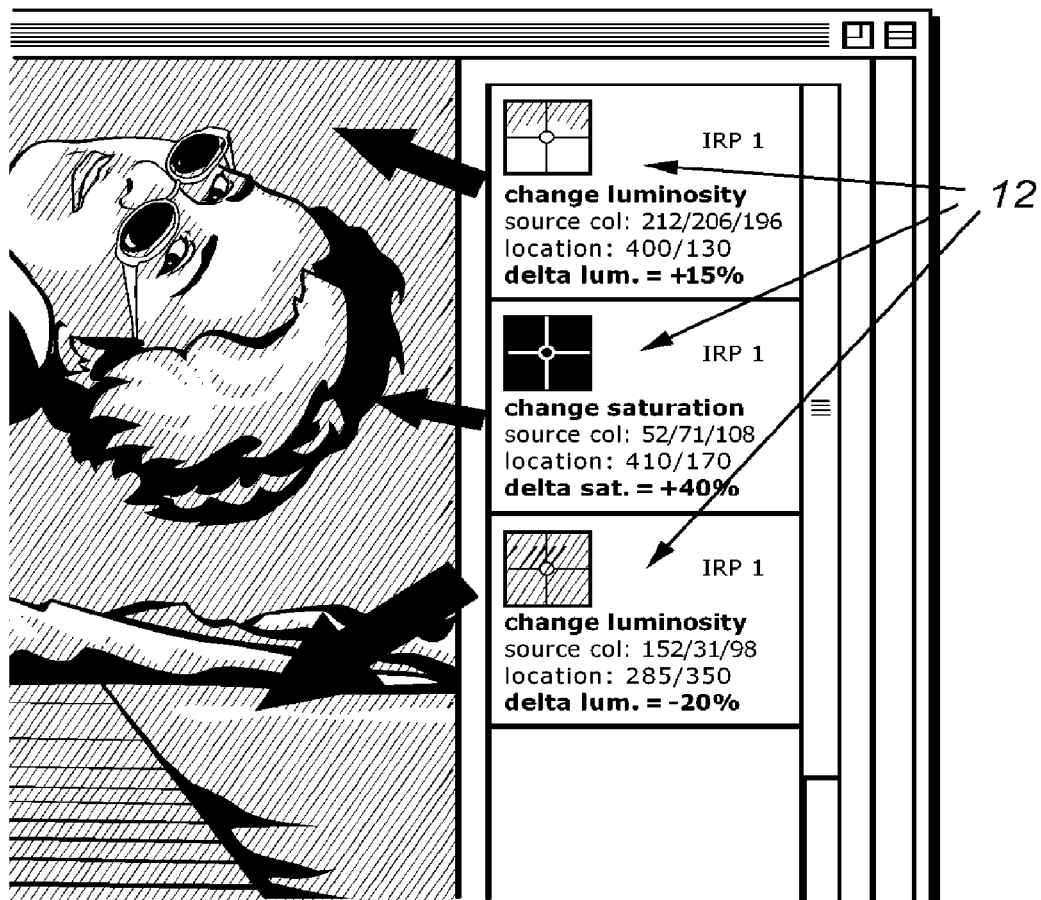 IRP 1
change luminosity
source col: 212/206/196
location: 400/130
delta lum. = +15%
12
IRP 1
change saturation
source col: 52/71/108
location: 410/170
delta sat. = +40%
IRP 1
change luminosity
source col: 152/31/98
location: 285/350
delta lum. = -20%